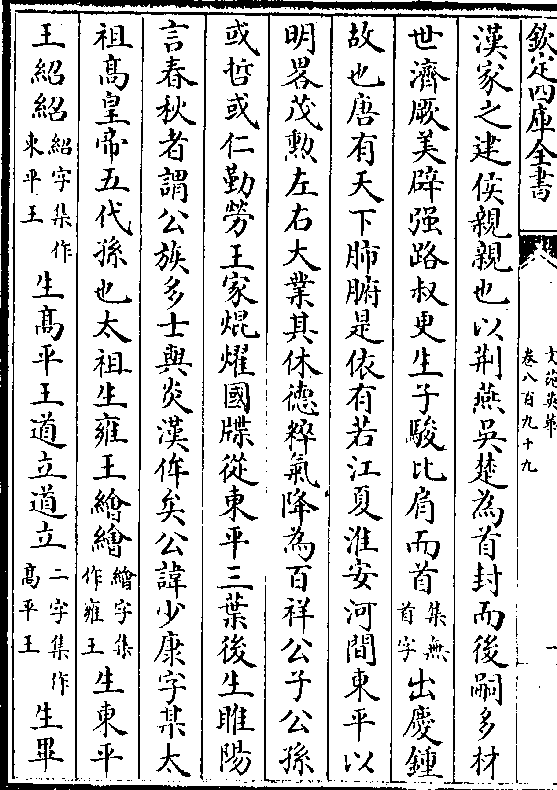 欽定四庫全書
文苑英華
卷八百九十九
一
漢家之建侯親親也以荆燕吳楚為首封而後嗣多材
世濟厥美辟强路叔更生子駿比肩而首集無首字出慶鍾
故也唐有天下肺腑是依有若江夏淮安河間東平以
明畧茂勲左右大業其休德粹氣降為百祥公子公孫
或哲或仁勤勞王家焜燿國牒從東平三葉後生睢陽
言春秋者謂公族多士與炎漢侔矣公諱少康字某太
祖髙皇帝五代孫也太祖生雍王繪繪繪字集作雍王生東平
王紹紹紹字集作東平王生髙平王道立道立二字集作髙平王生畢